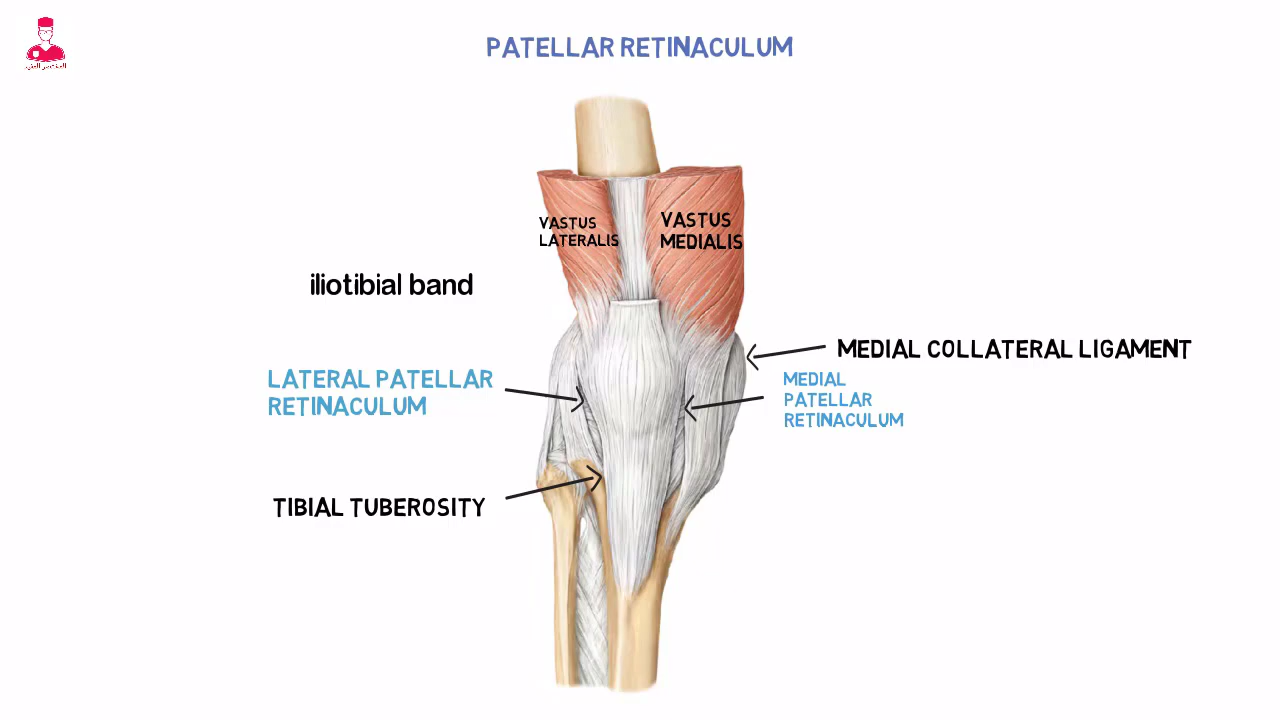 PATELLAR RETINACULUM
VASTUS
LATERALIS
VASTUS
MEDIALIS
iliotibial band
MEDIAL COLLATERAL LIGAMENT
LATERAL PATELLAR
RETINACULUM
MEDIAL
PATELLAR
RETINACULUM
TIBIAL TUBEROSITY